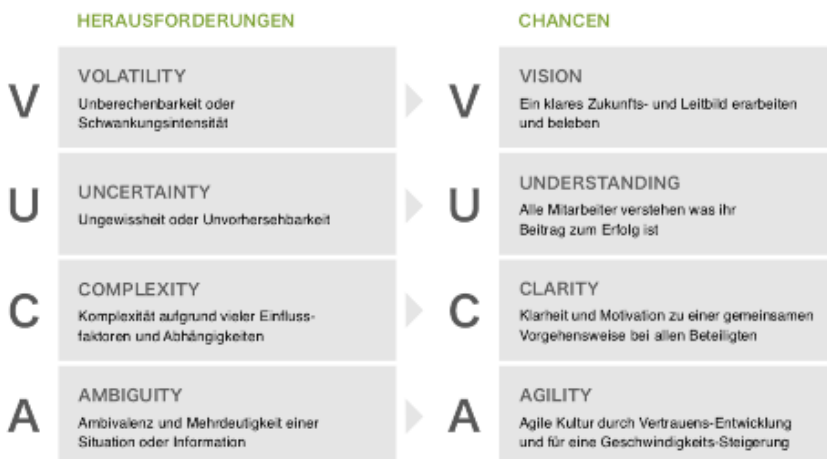 HERAUSFORDERUNGEN
CHANCEN
V
VOLATILITY
Unberechenbarkeit oder
Schwankungsintensität
V
VISION
Ein klares Zukunfts- und Leitbild erarbeiten
und beleben
U
UNCERTAINTY
Ungewissheit oder Unvorhersehbarkeit
U
UNDERSTANDING
Alle Mitarbeiter verstehen was ihr
Beitrag zum Erfolg ist
C
COMPLEXITY
Komplexität aufgrund vieler Einfluss-
faktoren und Abhängigkeiten
C
CLARITY
Klarheit und Motivation zu einer gemeinsamen
Vorgehensweise bei allen Beteiligten
A
AMBIGUITY
Ambivalenz und Mehrdeutigkeit einer
Situation oder Information
A
AGILITY
Agile Kultur durch Vertrauens-Entwicklung
und für eine Geschwindigkeits-Steigerung